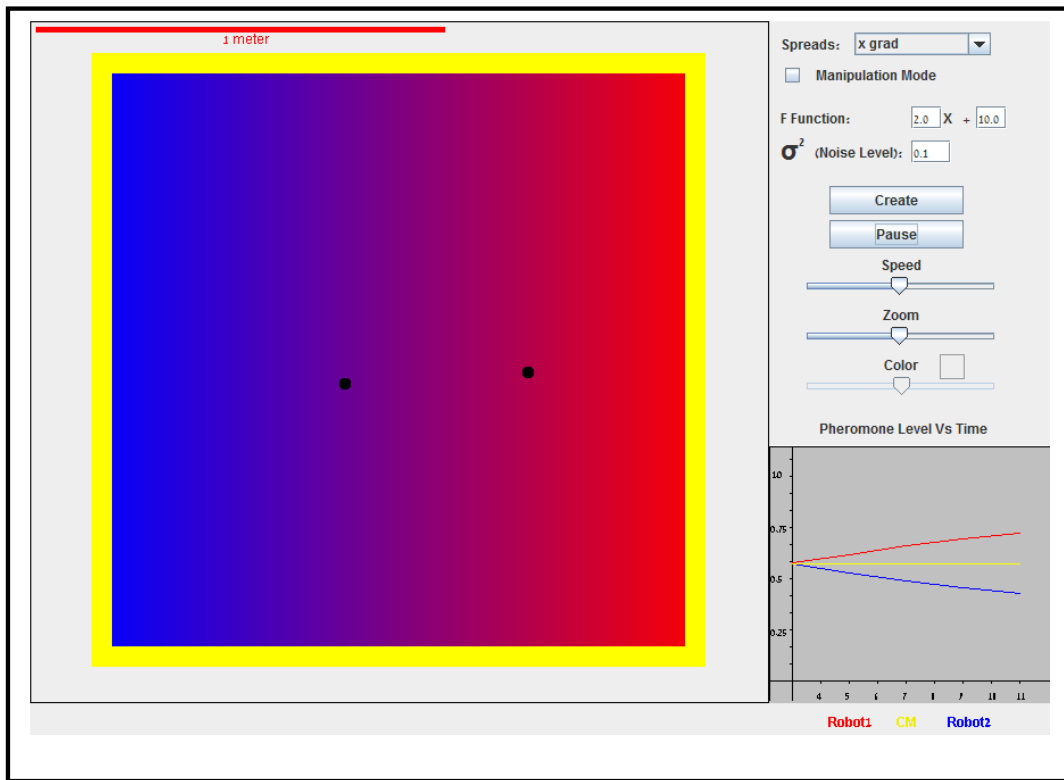 1 meter
Spreads: x grad
Manipulation Mode
F Function: 2.0 X + 10.0
σ² (Noise Level): 0.1
Create
Pause
Speed
Zoom
Color
Pheromone Level Vs Time
10
0.75
0.5
0.25
4 5 6 7 8 9 10 11
Robot1 CM Robot2